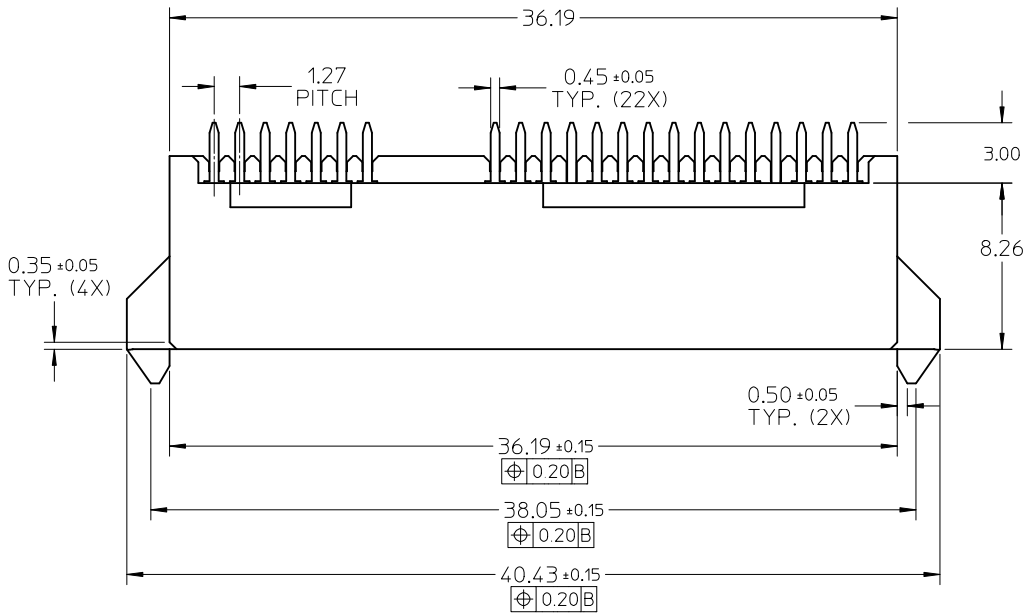 36.19
1.27
PITCH
0.45 ±0.05
TYP. (22X)
3.00
8.26
0.35 ±0.05
TYP. (4X)
0.50 ±0.05
TYP. (2X)
36.19 ±0.15
⌖ 0.20 B
38.05 ±0.15
⌖ 0.20 B
40.43 ±0.15
⌖ 0.20 B